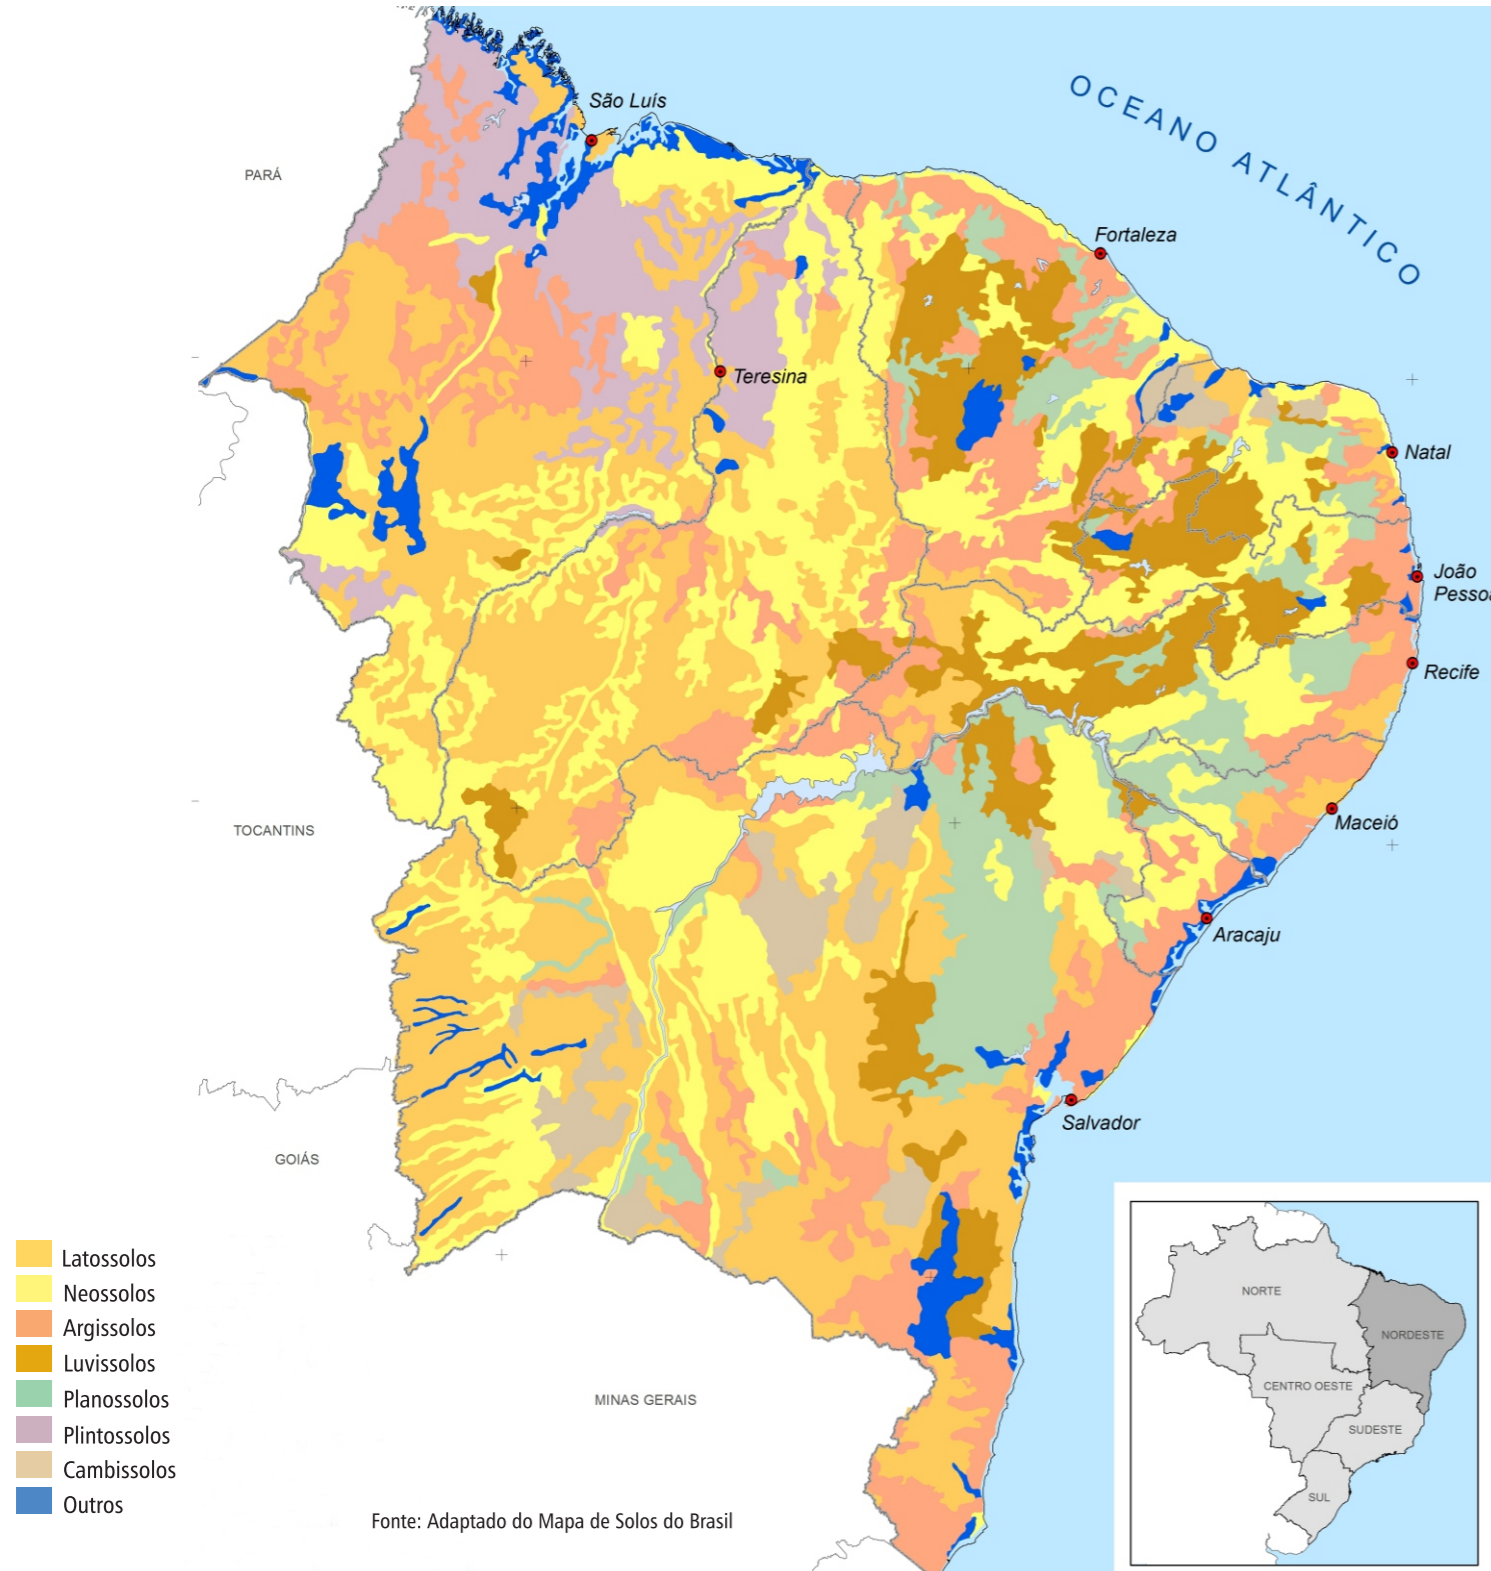 OCEANO ATLÂNTICO
São Luís
PARÁ
Fortaleza
Teresina
Natal
João
Pessoa
Recife
TOCANTINS
Maceió
Aracaju
Salvador
GOIÁS
MINAS GERAIS
Latossolos
Neossolos
Argissolos
Luvissolos
Planossolos
Plintossolos
Cambissolos
Outros
Fonte: Adaptado do Mapa de Solos do Brasil
NORTE
NORDESTE
CENTRO OESTE
SUDESTE
SUL